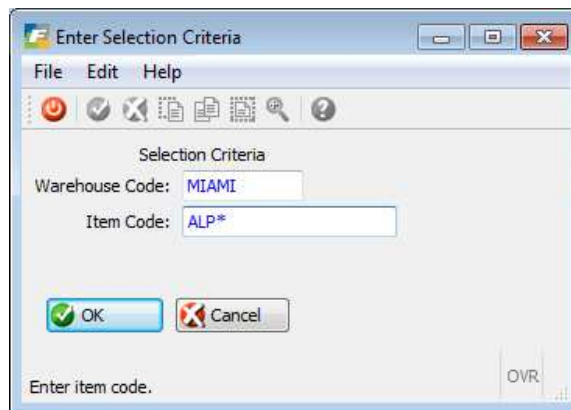 Enter Selection Criteria
File Edit Help
Selection Criteria
Warehouse Code: MIAMI
Item Code: ALP*
OK Cancel
Enter item code. OVR